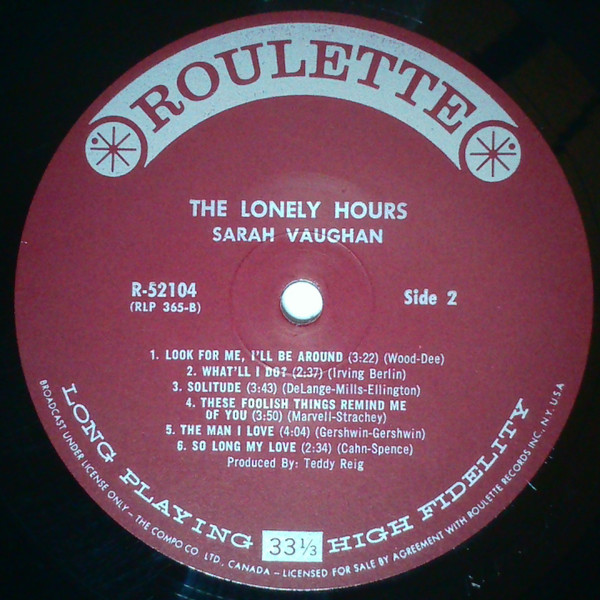 ROULETTE
THE LONELY HOURS
SARAH VAUGHAN
R-52104
(RLP 365-B)
Side 2
1. LOOK FOR ME, I'LL BE AROUND (3:22) (Wood-Dee)
2. WHAT'LL I DO? (2:37) (Irving Berlin)
3. SOLITUDE (3:43) (DeLange-Mills-Ellington)
4. THESE FOOLISH THINGS REMIND ME
OF YOU (3:50) (Marvell-Strachey)
5. THE MAN I LOVE (4:04) (Gershwin-Gershwin)
6. SO LONG MY LOVE (2:34) (Cahn-Spence)
Produced By: Teddy Reig
LONG PLAYING 33⅓ HIGH FIDELITY
BROADCAST UNDER LICENSE ONLY – THE COMPO CO. LTD., CANADA – LICENSED FOR SALE BY AGREEMENT WITH ROULETTE RECORDS INC., N.Y. U.S.A.